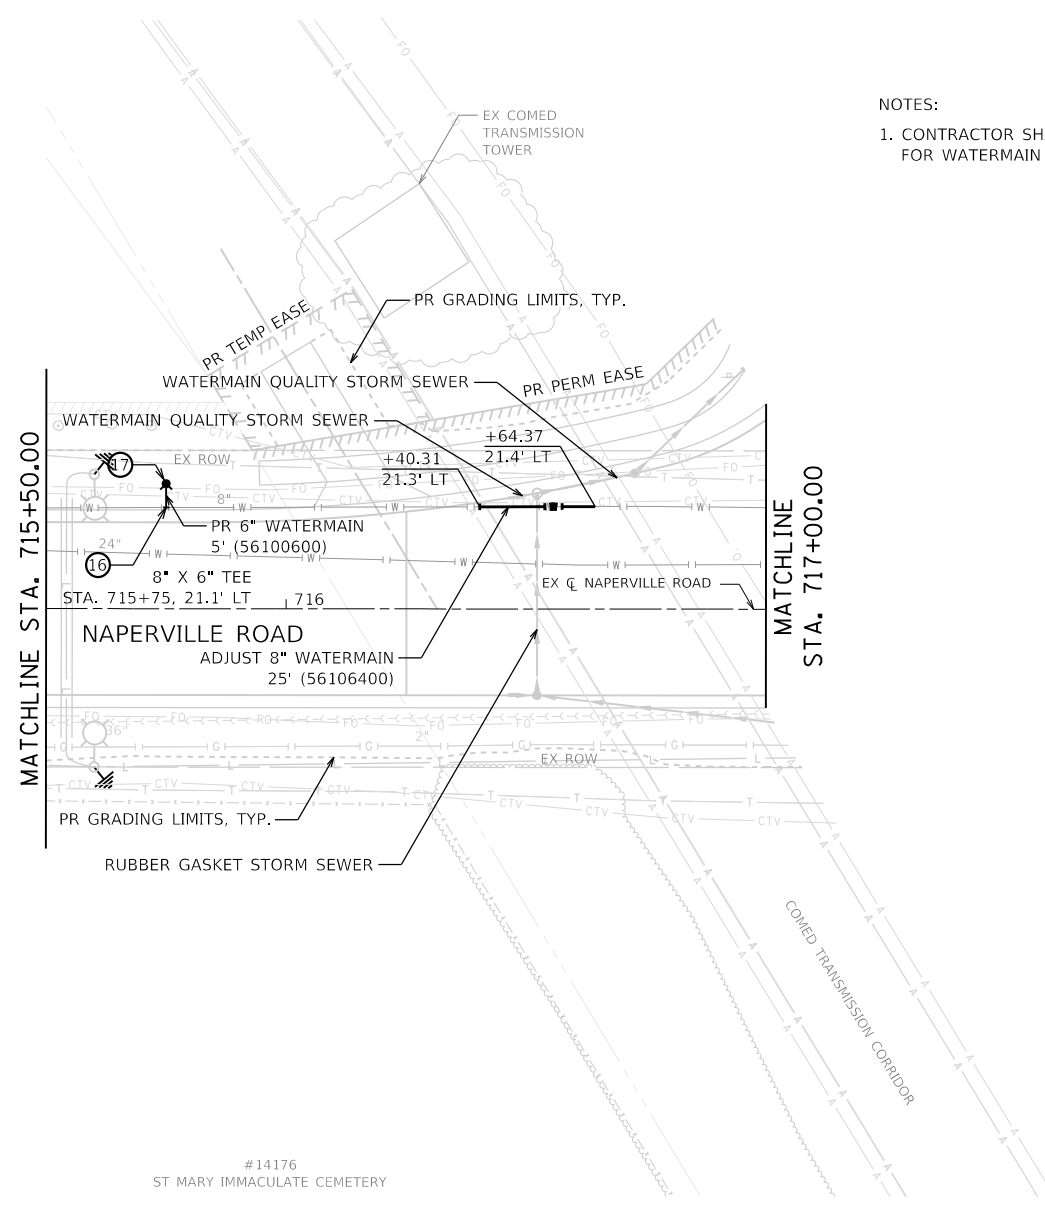 EX COMED
TRANSMISSION
TOWER
NOTES:
1. CONTRACTOR SH
FOR WATERMAIN
PR GRADING LIMITS, TYP.
PR TEMP EASE
WATERMAIN QUALITY STORM SEWER
PR PERM EASE
WATERMAIN QUALITY STORM SEWER
+64.37
21.4' LT
+40.31
21.3' LT
17
EX ROW
8"
PR 6" WATERMAIN
5' (56100600)
24"
16
8" X 6" TEE
STA. 715+75, 21.1' LT
716
EX ℄ NAPERVILLE ROAD
MATCHLINE STA. 715+50.00
MATCHLINE
STA. 717+00.00
NAPERVILLE ROAD
ADJUST 8" WATERMAIN
25' (56106400)
36"
2"
EX ROW
PR GRADING LIMITS, TYP.
RUBBER GASKET STORM SEWER
COMED TRANSMISSION CORRIDOR
#14176
ST MARY IMMACULATE CEMETERY